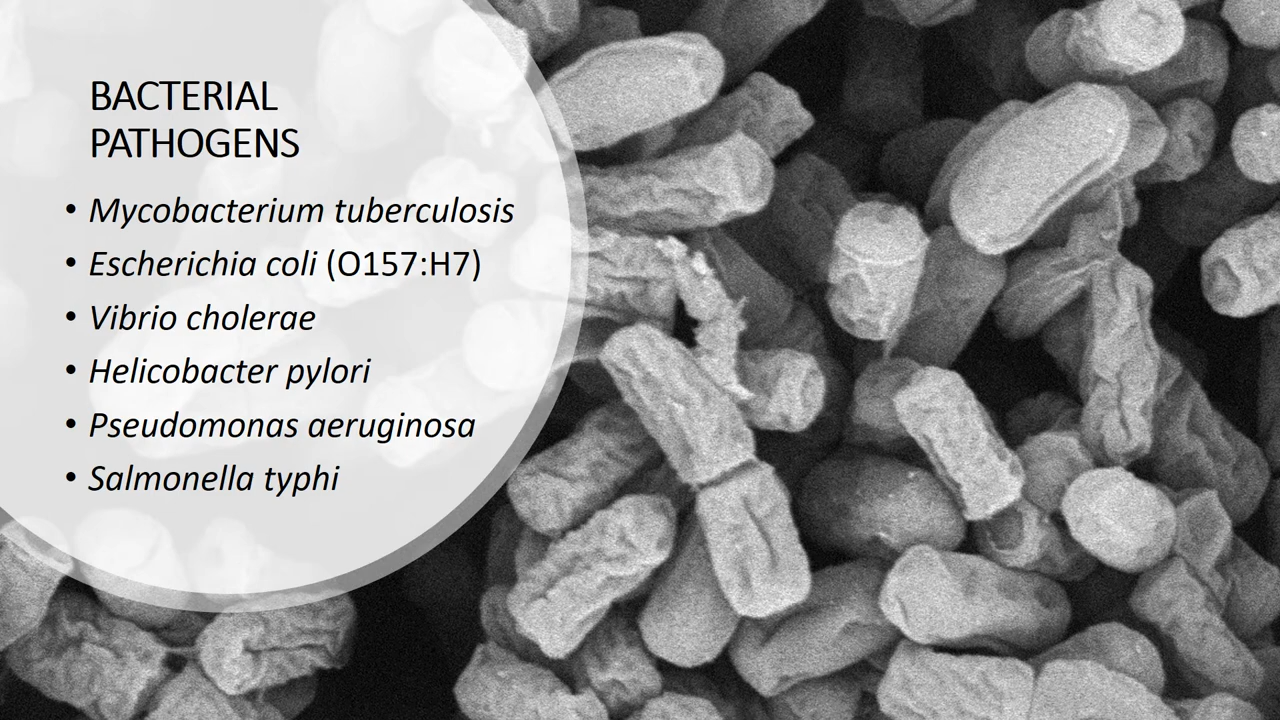 BACTERIAL
PATHOGENS
• Mycobacterium tuberculosis
• Escherichia coli (O157:H7)
• Vibrio cholerae
• Helicobacter pylori
• Pseudomonas aeruginosa
• Salmonella typhi